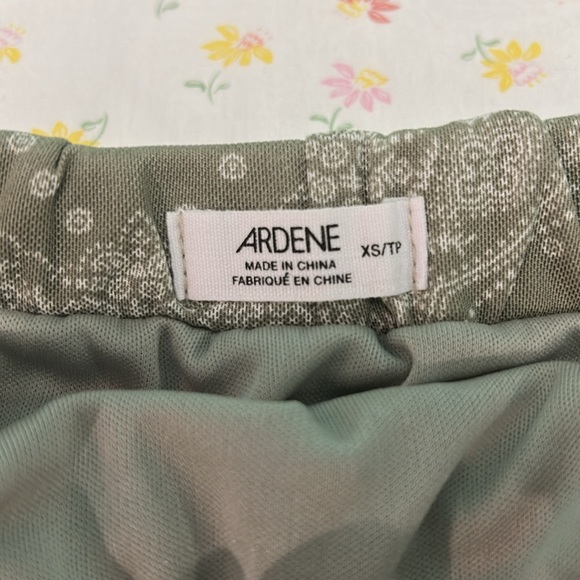 ARDENE
XS/TP
MADE IN CHINA
FABRIQUÉ EN CHINE